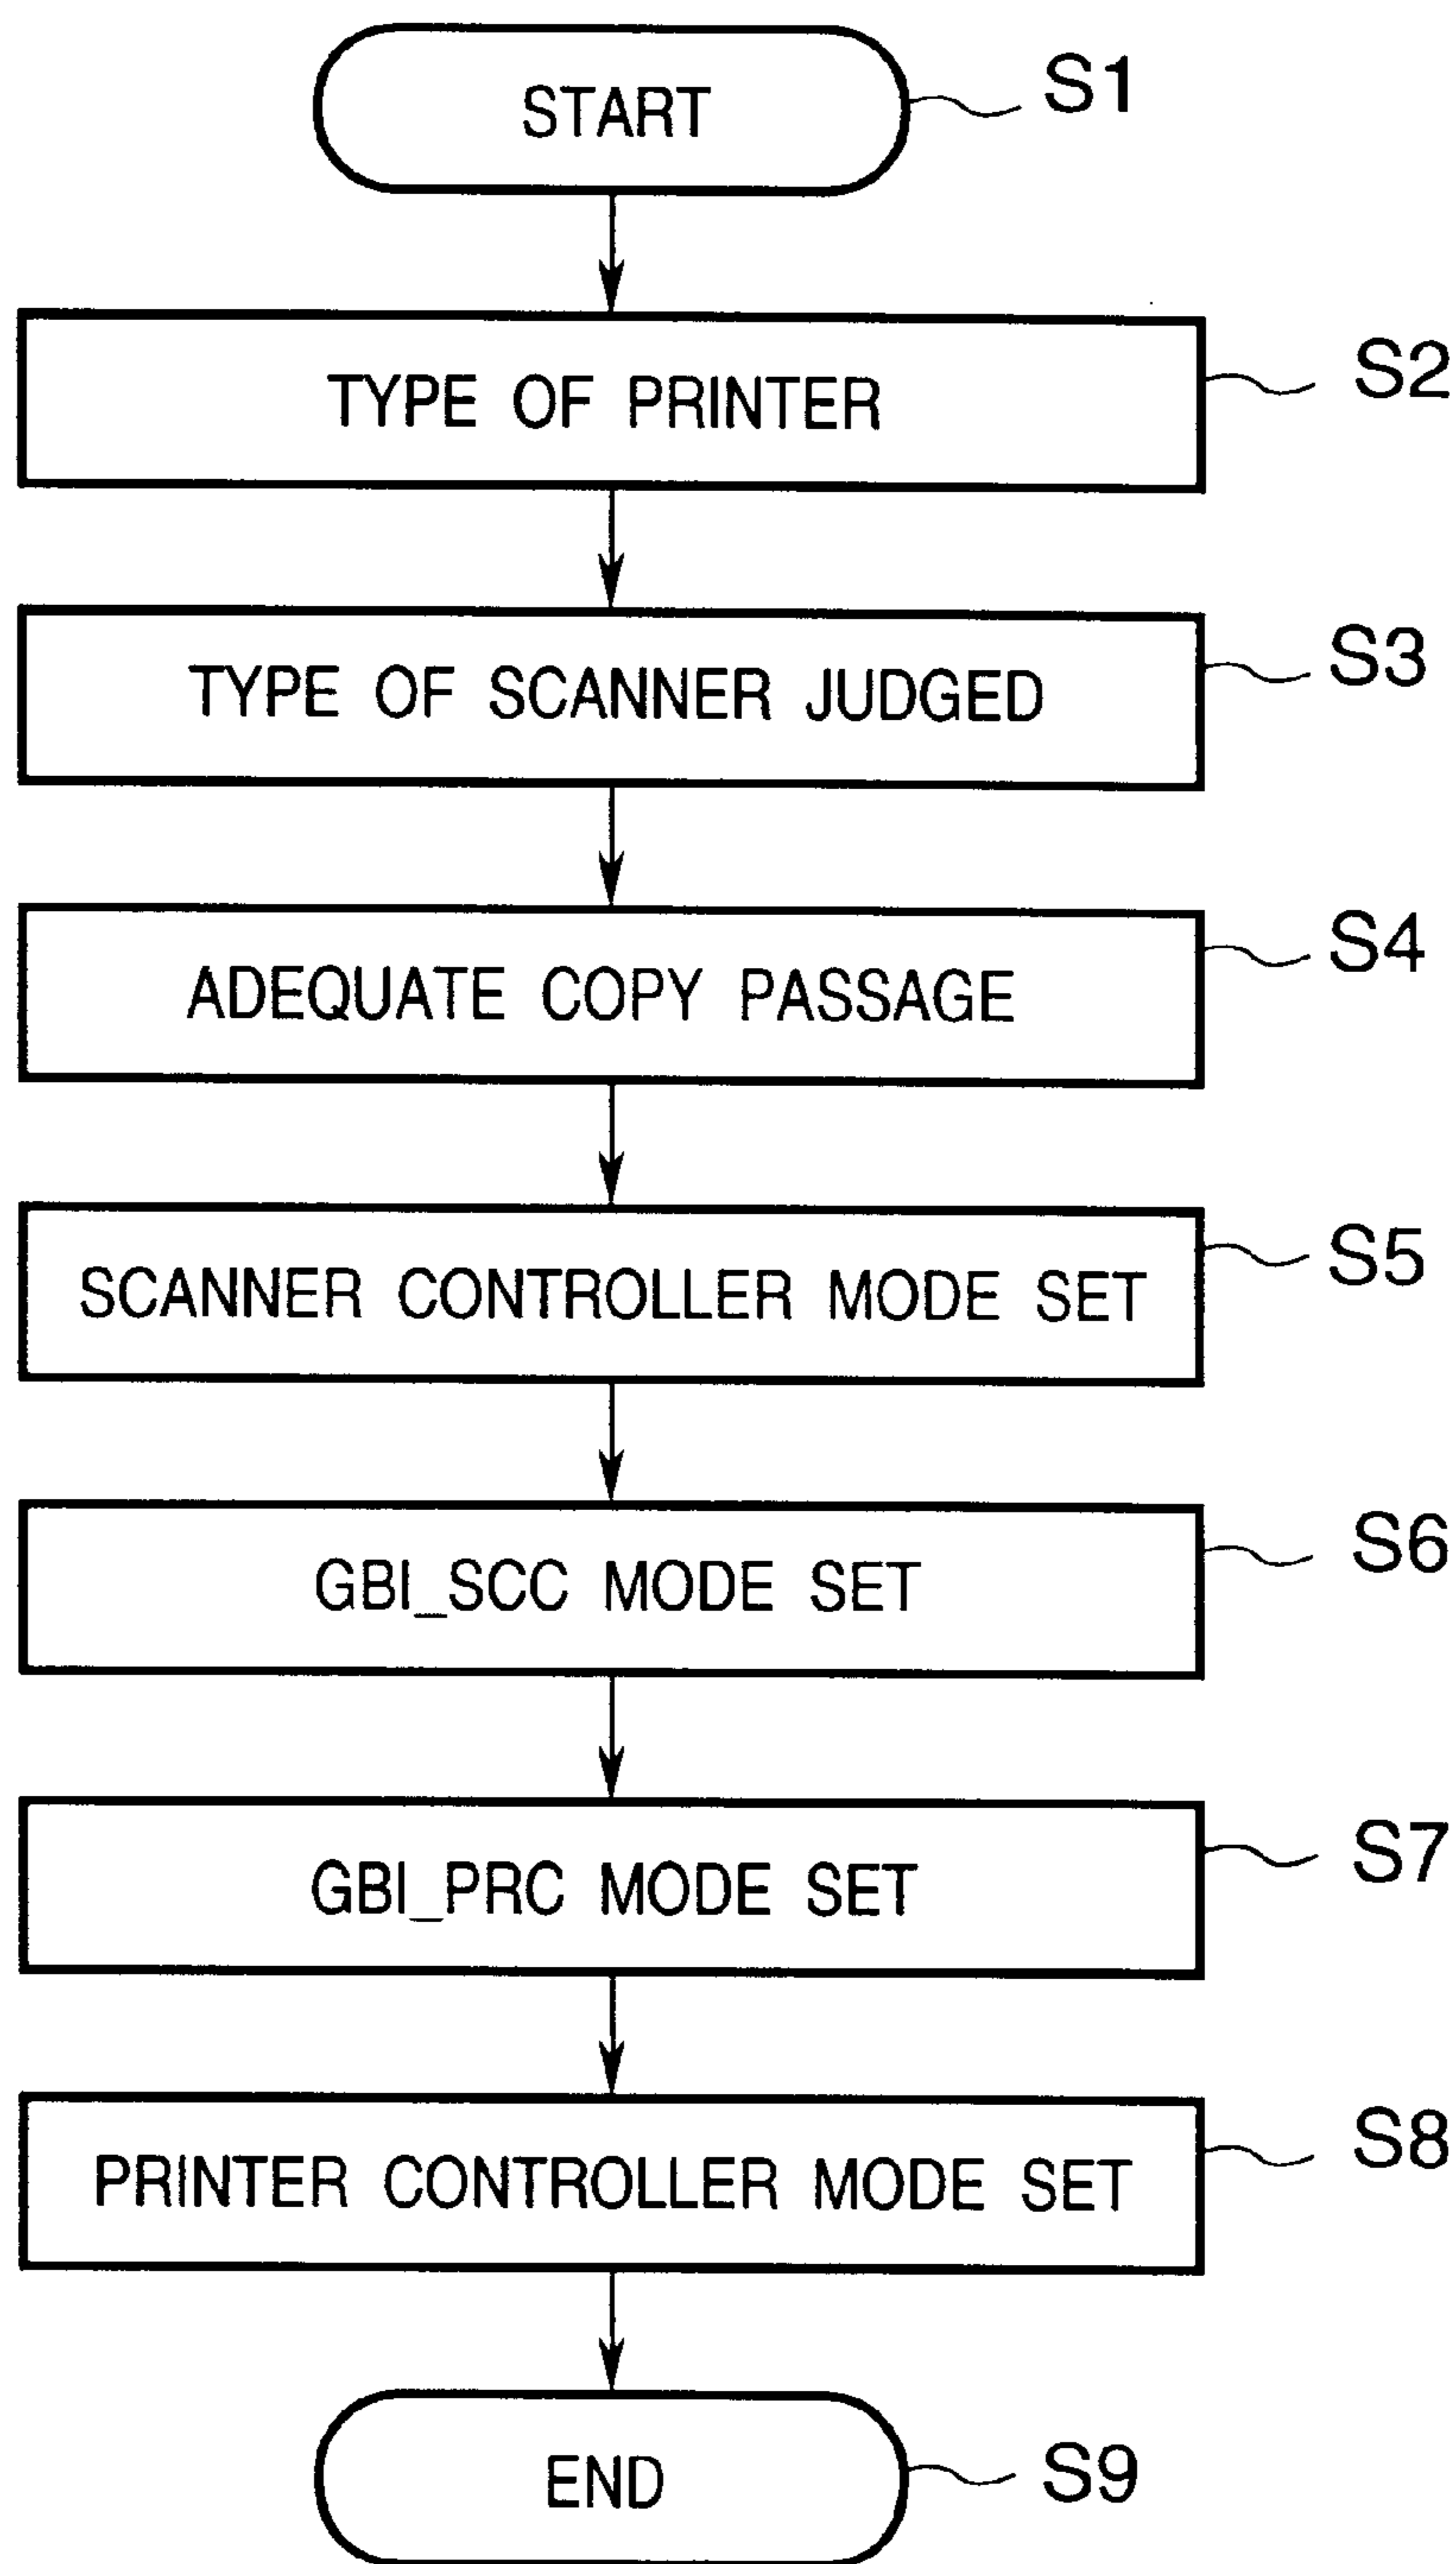 START S1
TYPE OF PRINTER S2
TYPE OF SCANNER JUDGED S3
ADEQUATE COPY PASSAGE S4
SCANNER CONTROLLER MODE SET S5
GBI_SCC MODE SET S6
GBI_PRC MODE SET S7
PRINTER CONTROLLER MODE SET S8
END S9